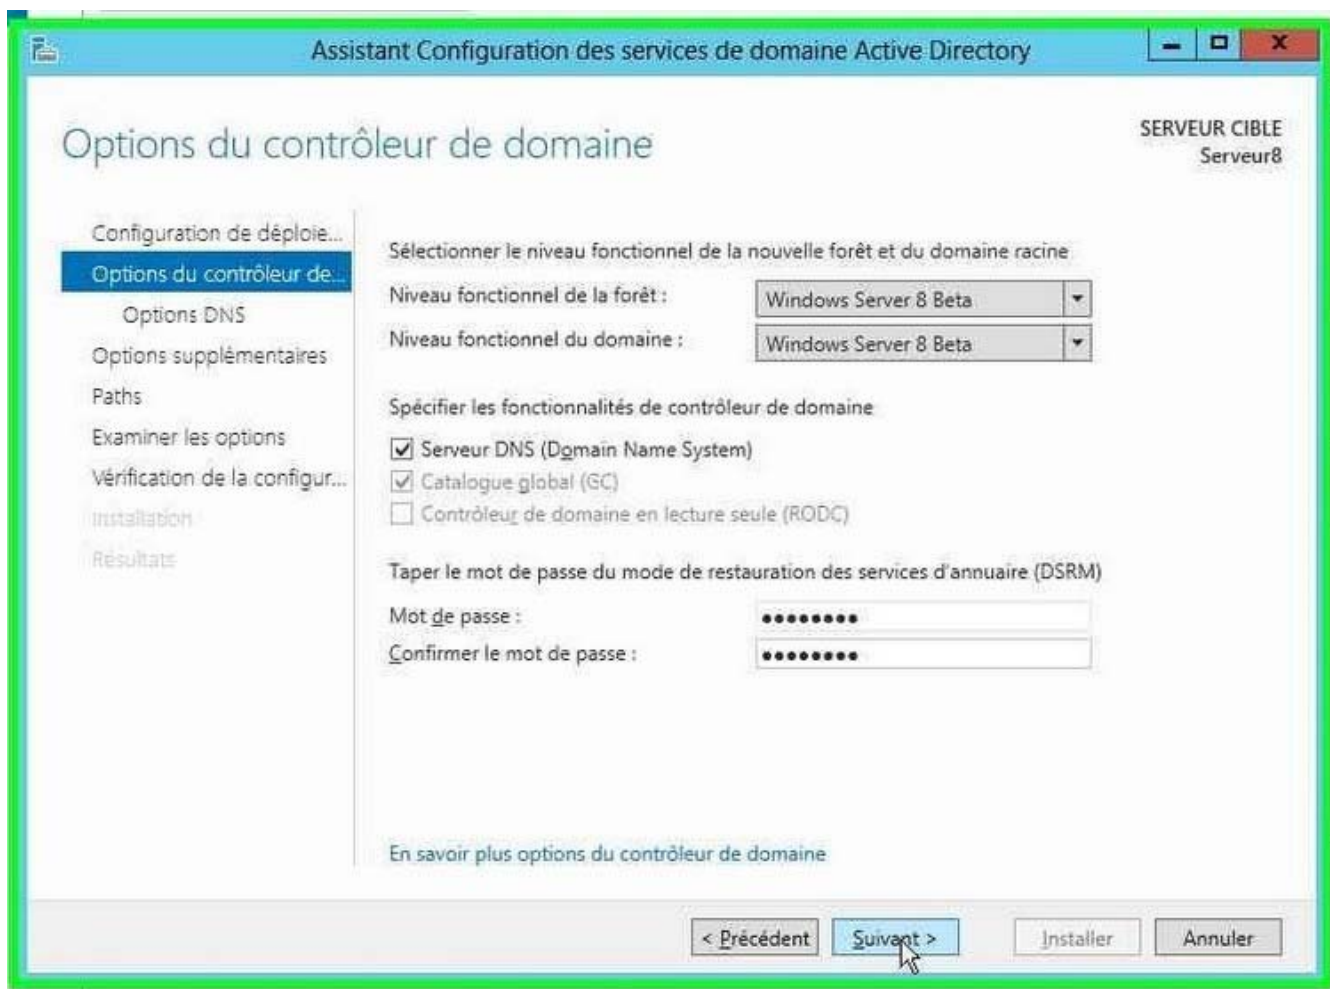 Assistant Configuration des services de domaine Active Directory
Options du contrôleur de domaine
SERVEUR CIBLE
Serveur8
Configuration de déploie...
Options du contrôleur de...
Options DNS
Options supplémentaires
Paths
Examiner les options
Vérification de la configur...
Installation
Résultats
Sélectionner le niveau fonctionnel de la nouvelle forêt et du domaine racine
Niveau fonctionnel de la forêt : Windows Server 8 Beta
Niveau fonctionnel du domaine : Windows Server 8 Beta
Spécifier les fonctionnalités de contrôleur de domaine
Serveur DNS (Domain Name System)
Catalogue global (GC)
Contrôleur de domaine en lecture seule (RODC)
Taper le mot de passe du mode de restauration des services d'annuaire (DSRM)
Mot de passe : ●●●●●●●●
Confirmer le mot de passe : ●●●●●●●●
En savoir plus options du contrôleur de domaine
< Précédent Suivant > Installer Annuler